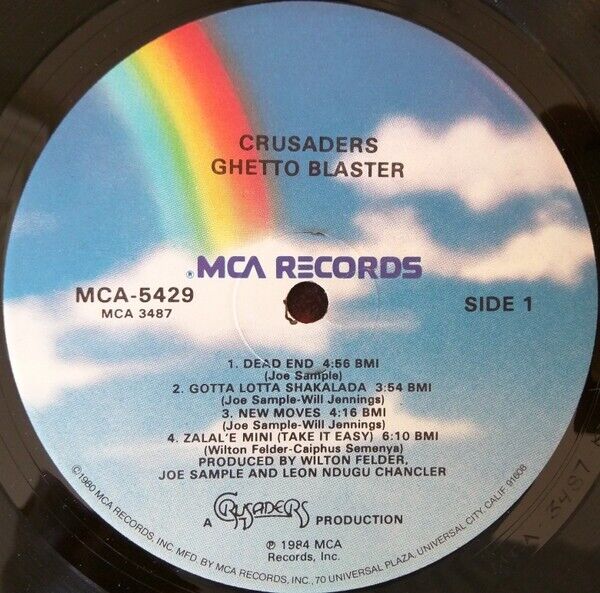 CRUSADERS
GHETTO BLASTER
®MCA RECORDS
MCA-5429
MCA 3487
SIDE 1
1. DEAD END 4:56 BMI
(Joe Sample)
2. GOTTA LOTTA SHAKALADA 3:54 BMI
(Joe Sample-Will Jennings)
3. NEW MOVES 4:16 BMI
(Joe Sample-Will Jennings)
4. ZALAL'E MINI (TAKE IT EASY) 6:10 BMI
(Wilton Felder-Caiphus Semenya)
PRODUCED BY WILTON FELDER,
JOE SAMPLE AND LEON NDUGU CHANCLER
A CRUSADERS PRODUCTION
℗ 1984 MCA
Records, Inc.
©1980 MCA RECORDS, INC. MFD. BY MCA RECORDS, INC., 70 UNIVERSAL PLAZA, UNIVERSAL CITY, CALIF. 91608